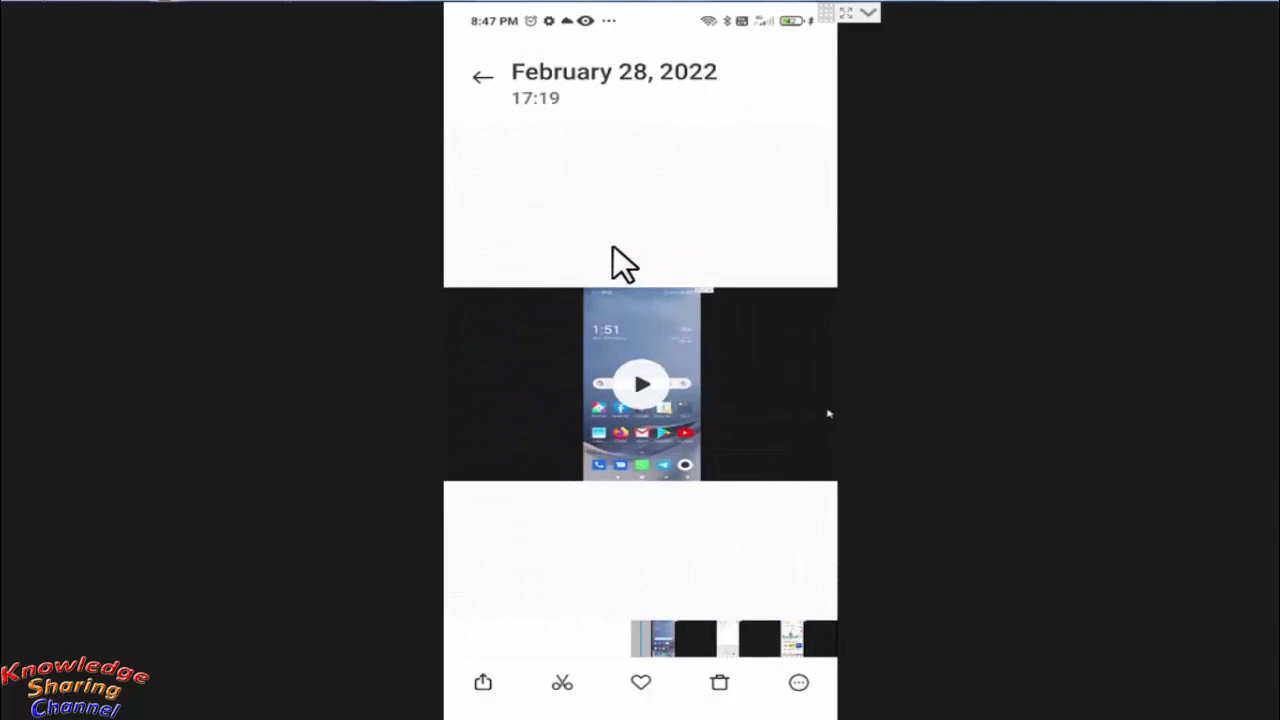 8:47 PM
February 28, 2022
17:19
1:51
Knowledge
Sharing
Channel